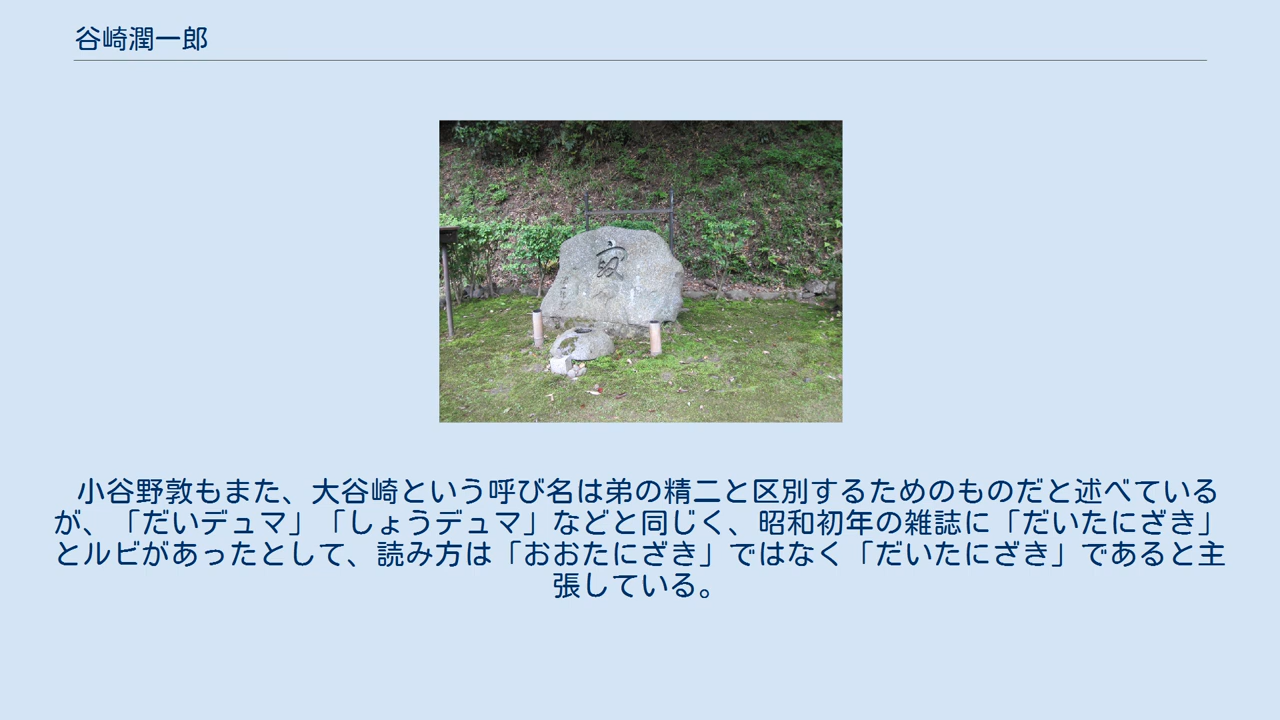 谷崎潤一郎
寂
小谷野敦もまた、大谷崎という呼び名は弟の精二と区別するためのものだと述べている
が、「だいデュマ」「しょうデュマ」などと同じく、昭和初年の雑誌に「だいたにざき」
とルビがあったとして、読み方は「おおたにざき」ではなく「だいたにざき」であると主
張している。